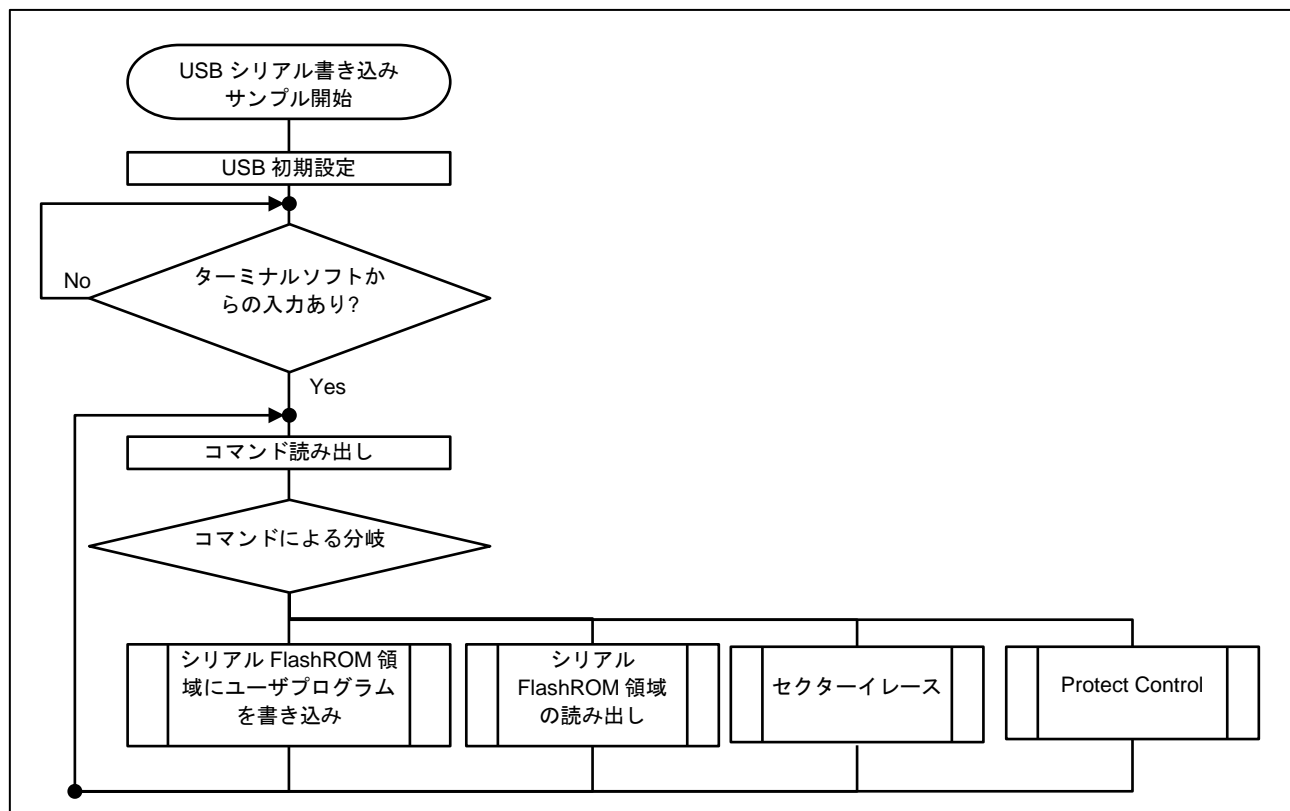 USB シリアル書き込み
サンプル開始
USB 初期設定
ターミナルソフトか
らの入力あり?
No
Yes
コマンド読み出し
コマンドによる分岐
シリアル FlashROM 領
域にユーザプログラム
を書き込み
シリアル
FlashROM 領域
の読み出し
セクターイレース
Protect Control